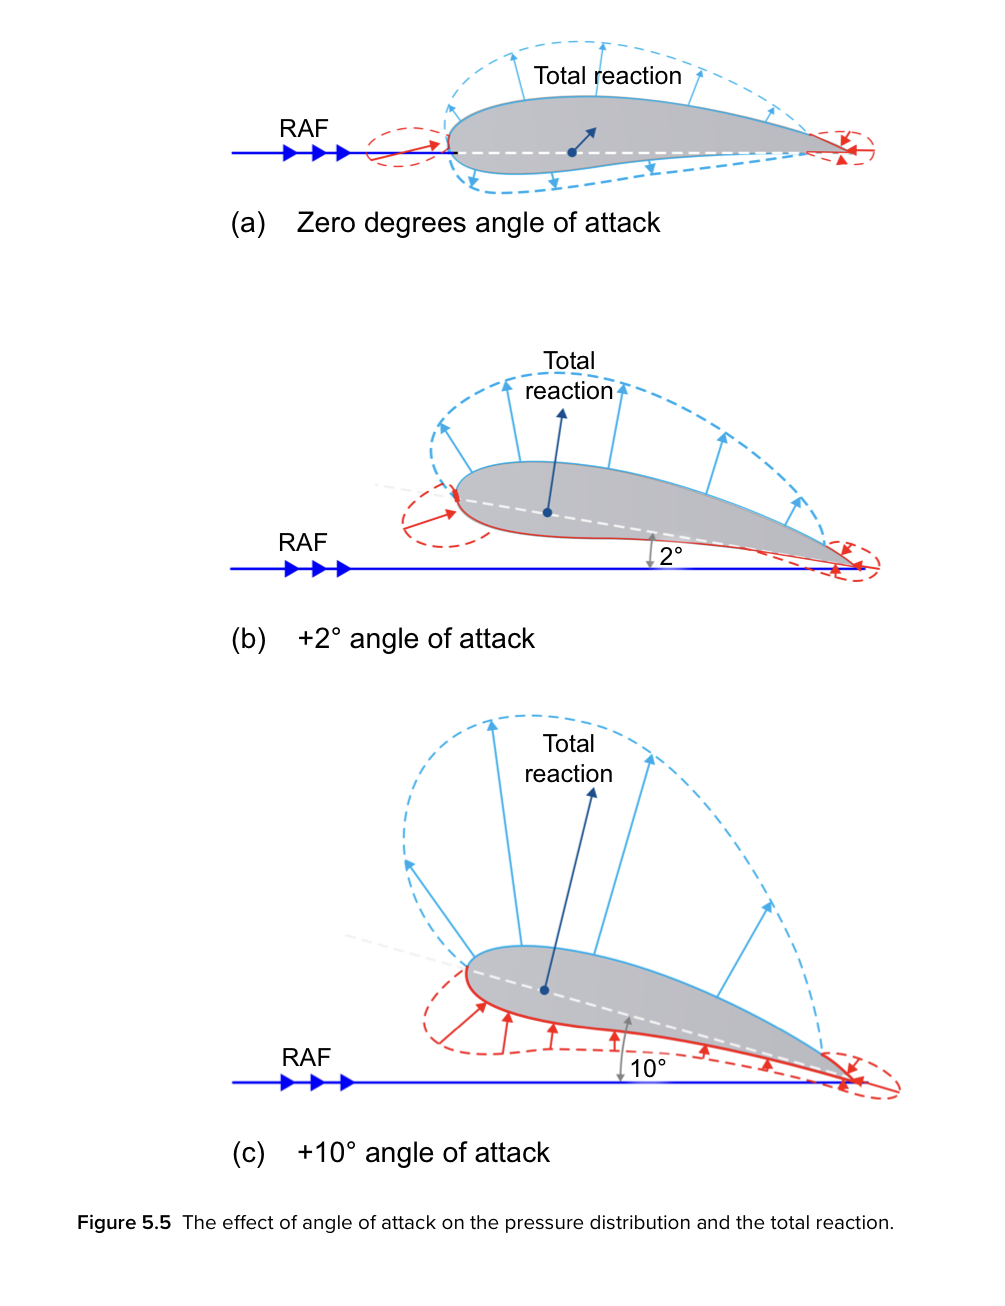 Total reaction
RAF
(a) Zero degrees angle of attack
Total
reaction
RAF
2°
(b) +2° angle of attack
Total
reaction
RAF
10°
(c) +10° angle of attack
Figure 5.5 The effect of angle of attack on the pressure distribution and the total reaction.